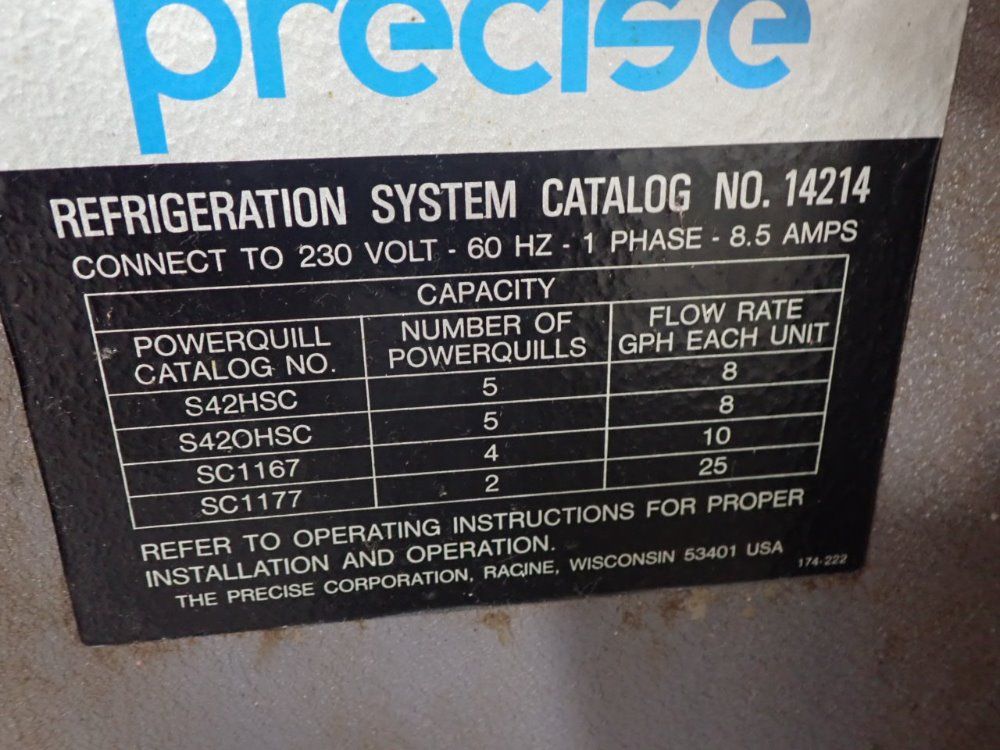 precise
REFRIGERATION SYSTEM CATALOG NO. 14214
CONNECT TO 230 VOLT - 60 HZ - 1 PHASE - 8.5 AMPS
CAPACITY
POWERQUILL CATALOG NO. NUMBER OF POWERQUILLS FLOW RATE GPH EACH UNIT
S42HSC 5 8
S42OHSC 5 8
SC1167 4 10
SC1177 2 25
REFER TO OPERATING INSTRUCTIONS FOR PROPER
INSTALLATION AND OPERATION.
THE PRECISE CORPORATION, RACINE, WISCONSIN 53401 USA
174-222